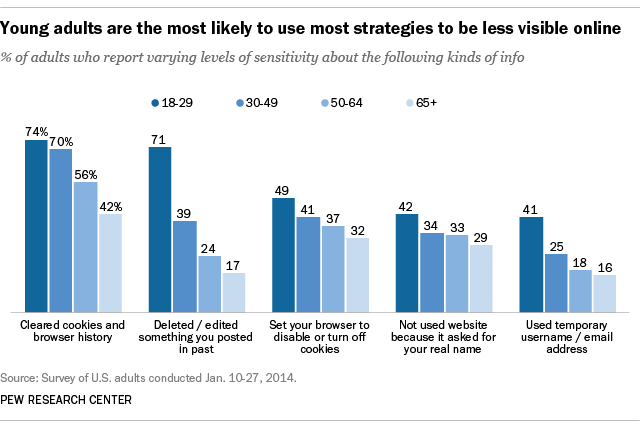 Young adults are the most likely to use most strategies to be less visible online
% of adults who report varying levels of sensitivity about the following kinds of info
18-29 30-49 50-64 65+
74% 70% 56% 42%
71 39 24 17
49 41 37 32
42 34 33 29
41 25 18 16
Cleared cookies and
browser history
Deleted / edited
something you posted
in past
Set your browser to
disable or turn off
cookies
Not used website
because it asked for
your real name
Used temporary
username / email
address
Source: Survey of U.S. adults conducted Jan. 10-27, 2014.
PEW RESEARCH CENTER